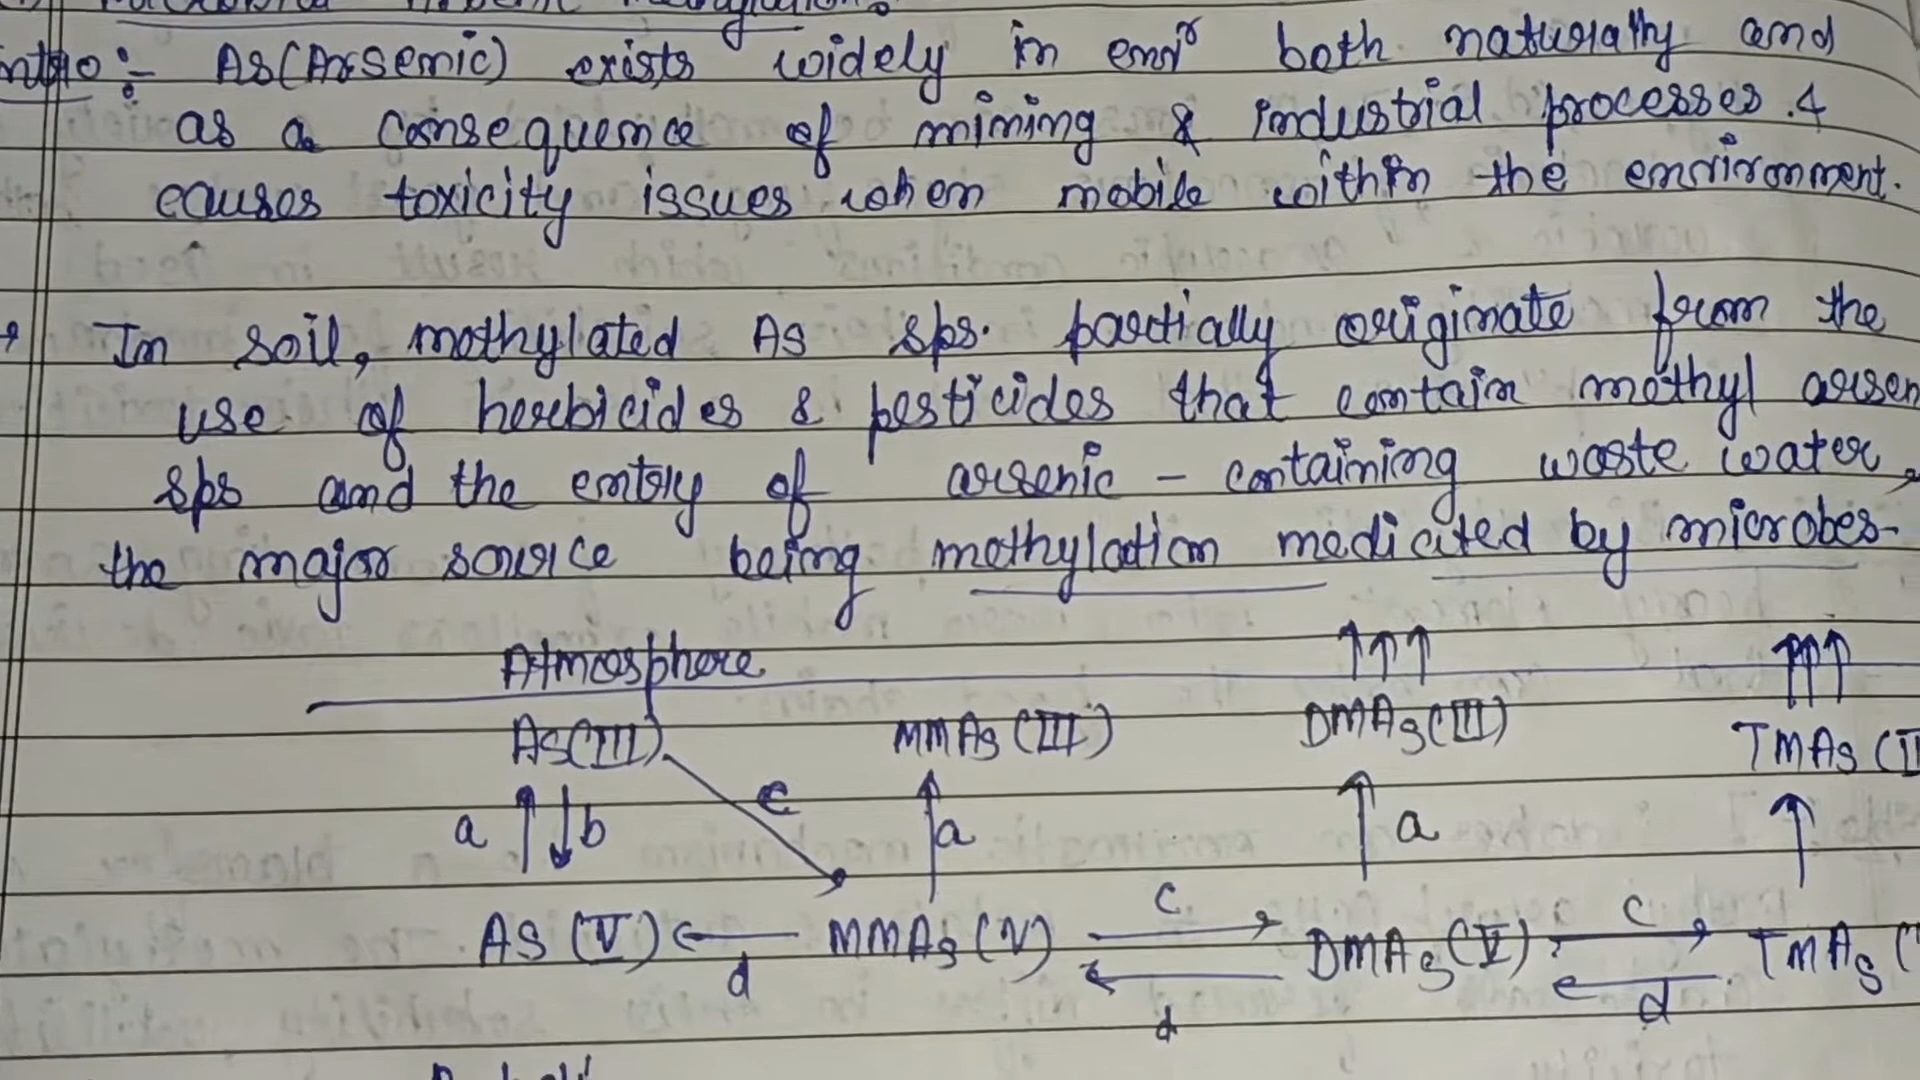 intro :- As(Arsenic) exists widely in envr both naturally and
as a consequence of mining & industrial processes. &
causes toxicity issues when mobile within the environment.
In soil, methylated As sps. partially originate from the
use of herbicides & pesticides that contain methyl arsen
sps and the entry of arsenic - containing waste water,
the major source being methylation medicated by microbes-
Atmosphere ↑↑↑ ↑↑↑
As(III) MMAs (III) DMAs(III) TMAs (II
a ↑ ↓ b c ↑ a ↑ a ↑
c c
As (V) ← MMAs (V) ⇌ DMAs (V) ⇌ TMAs (
d d d